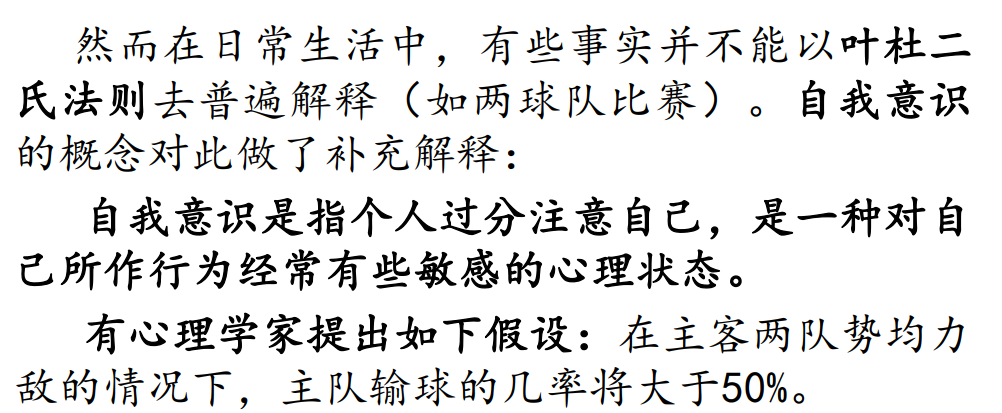 然而在日常生活中，有些事实并不能以叶杜二
氏法则去普遍解释（如两球队比赛）。自我意识
的概念对此做了补充解释：
自我意识是指个人过分注意自己，是一种对自
己所作行为经常有些敏感的心理状态。
有心理学家提出如下假设：在主客两队势均力
敌的情况下，主队输球的几率将大于50%。